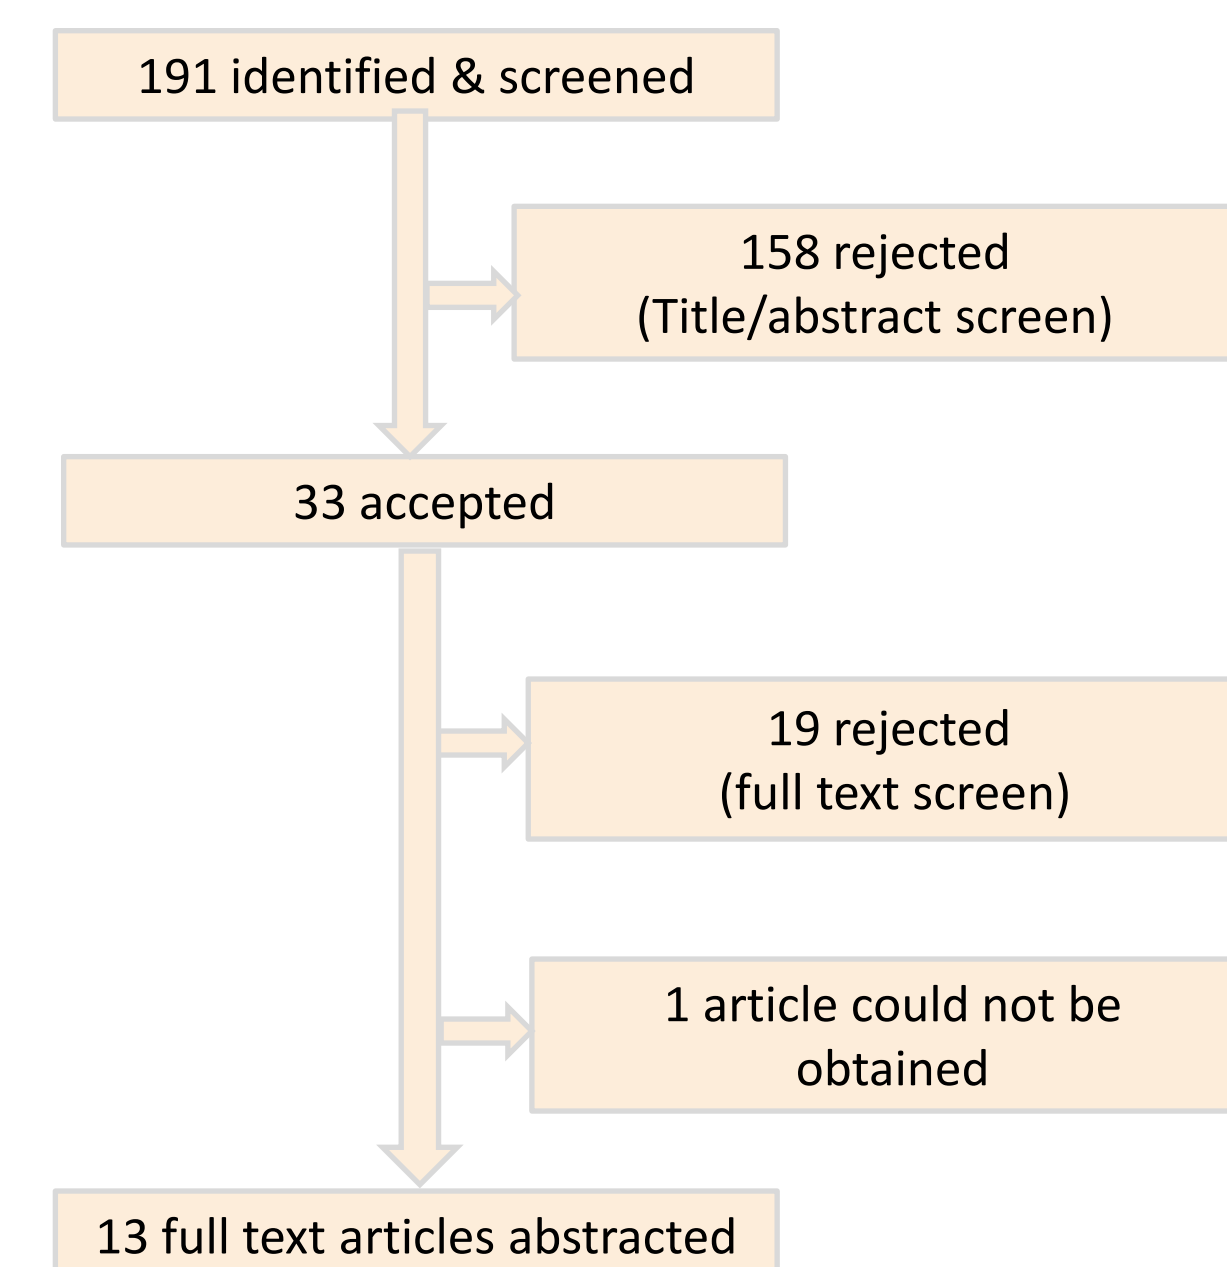 191 identified & screened
158 rejected
(Title/abstract screen)
33 accepted
19 rejected
(full text screen)
1 article could not be
obtained
13 full text articles abstracted